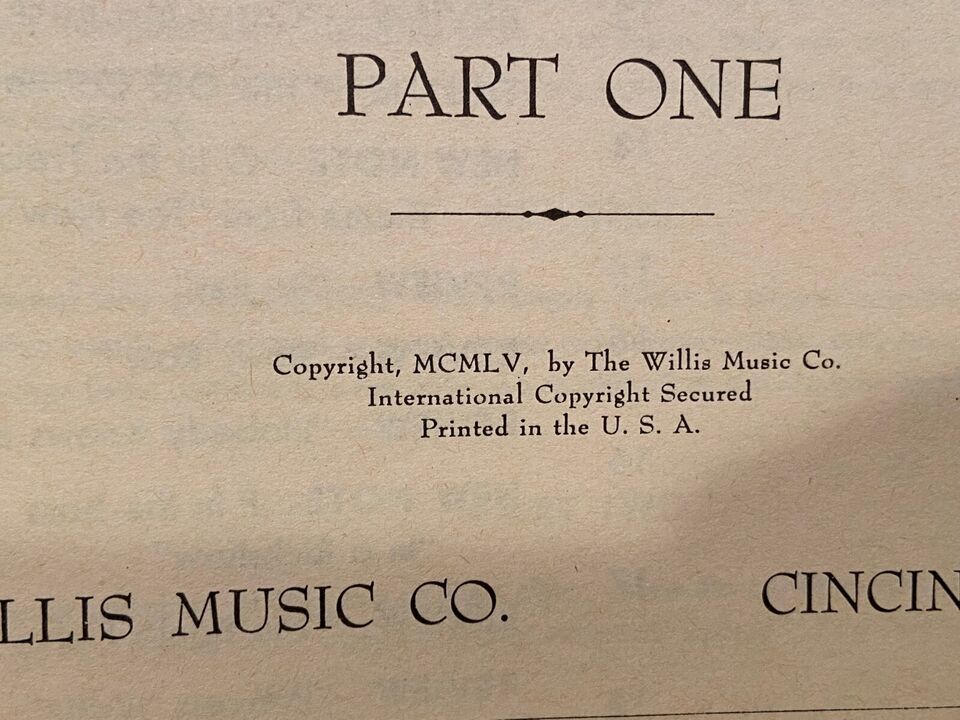 PART ONE
Copyright, MCMLV, by The Willis Music Co.
International Copyright Secured
Printed in the U. S. A.
LLIS MUSIC CO. CINCIN